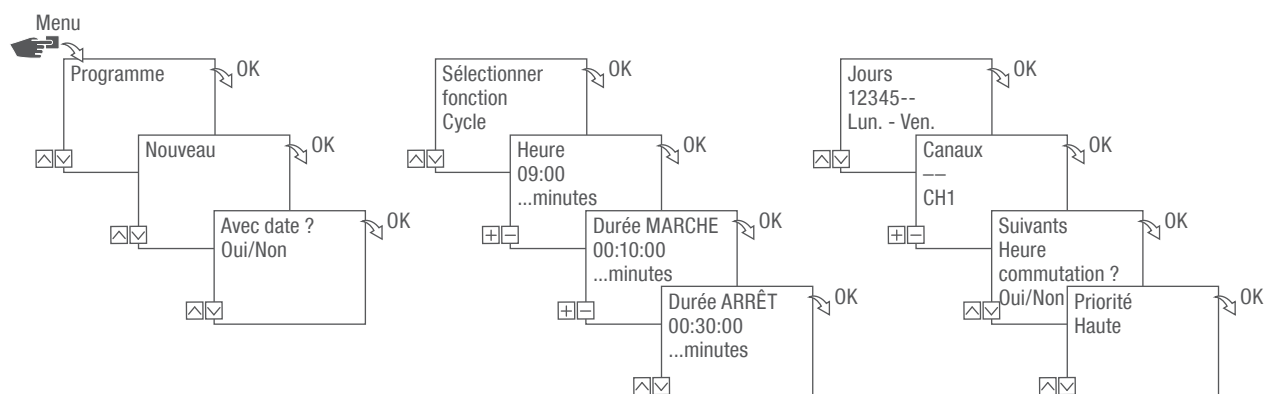 Menu
Programme
OK
Nouveau
OK
Avec date ?
Oui/Non
OK
Sélectionner
fonction
Cycle
OK
Heure
09:00
...minutes
OK
Durée MARCHE
00:10:00
...minutes
OK
Durée ARRÊT
00:30:00
...minutes
OK
Jours
12345--
Lun. - Ven.
OK
Canaux
––
CH1
OK
Suivants
Heure
commutation ?
Oui/Non
OK
Priorité
Haute
OK